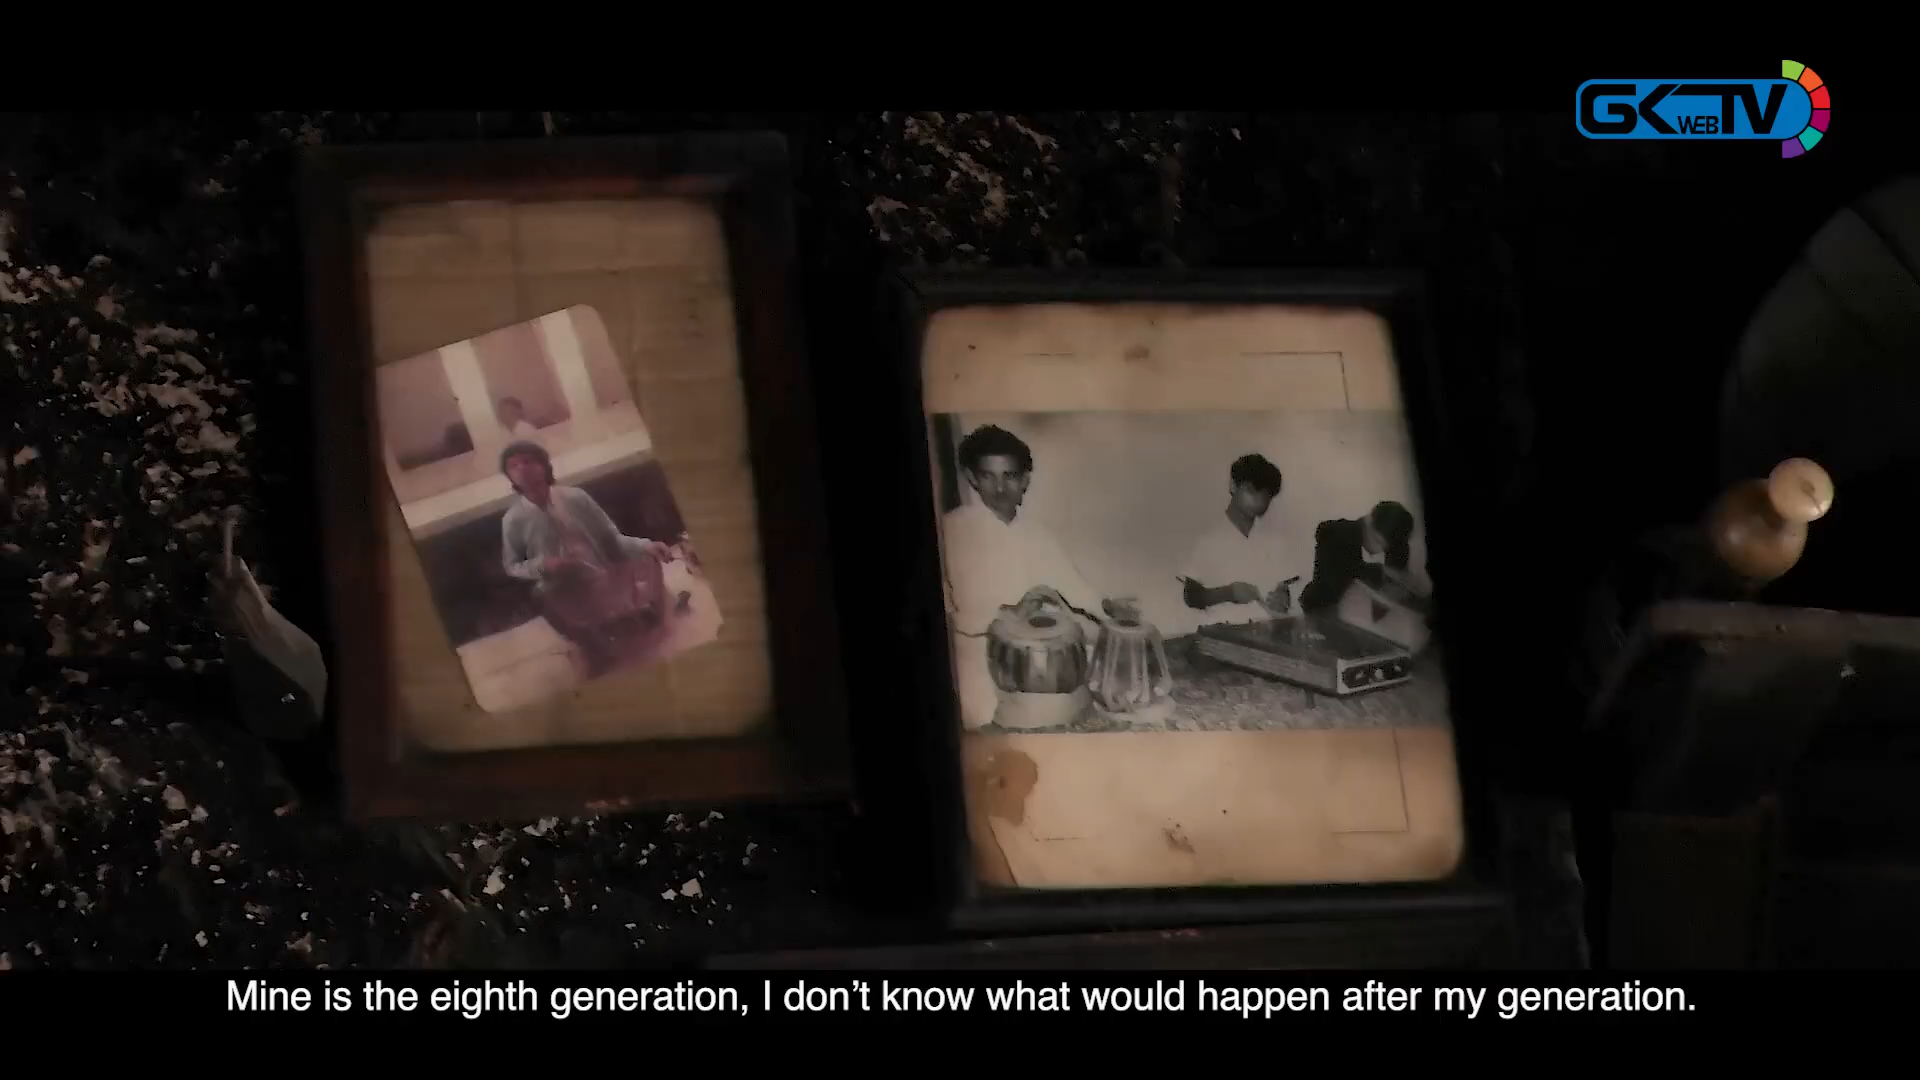 GK WEB TV
Mine is the eighth generation, I don’t know what would happen after my generation.